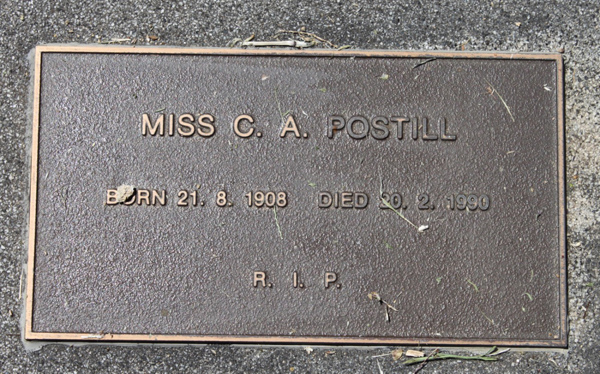 MISS C. A. POSTILL
BORN 21. 8. 1908 DIED 20. 2. 1990
R. I. P.